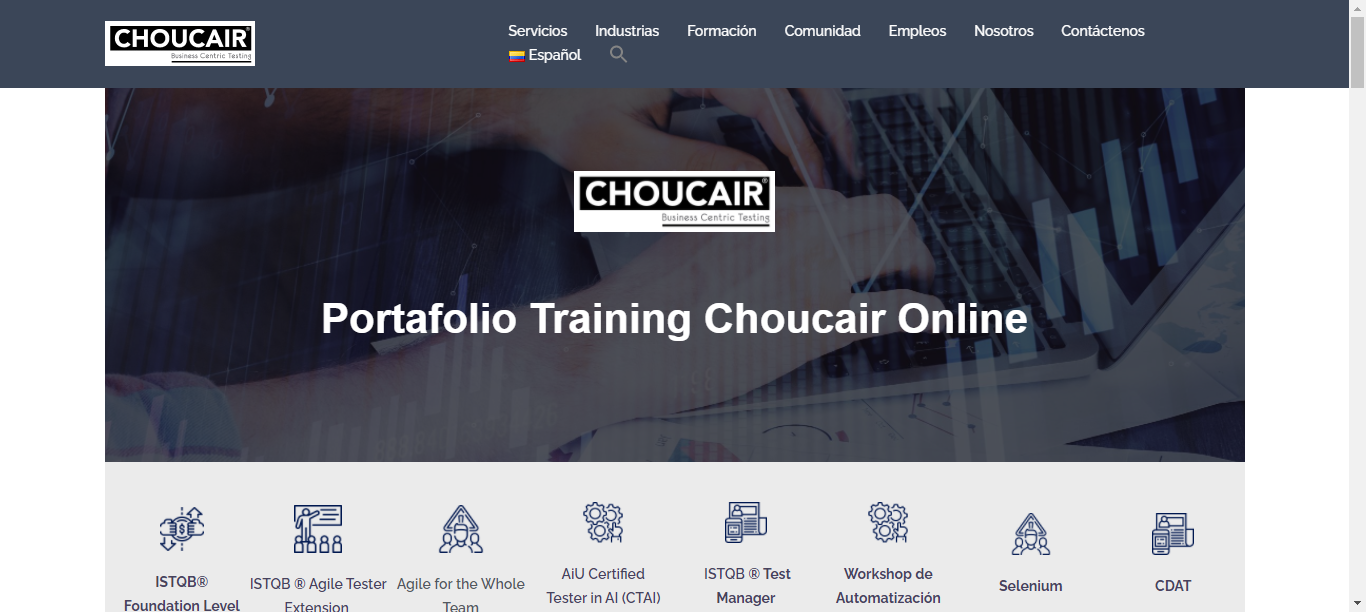 CHOUCAIR®
Business Centric Testing
Servicios Industrias Formación Comunidad Empleos Nosotros Contáctenos
Español
CHOUCAIR®
Business Centric Testing
Portafolio Training Choucair Online
ISTQB®
Foundation Level
ISTQB ® Agile Tester
Extension
Agile for the Whole
Team
AiU Certified
Tester in AI (CTAI)
ISTQB ® Test
Manager
Workshop de
Automatización
Selenium
CDAT